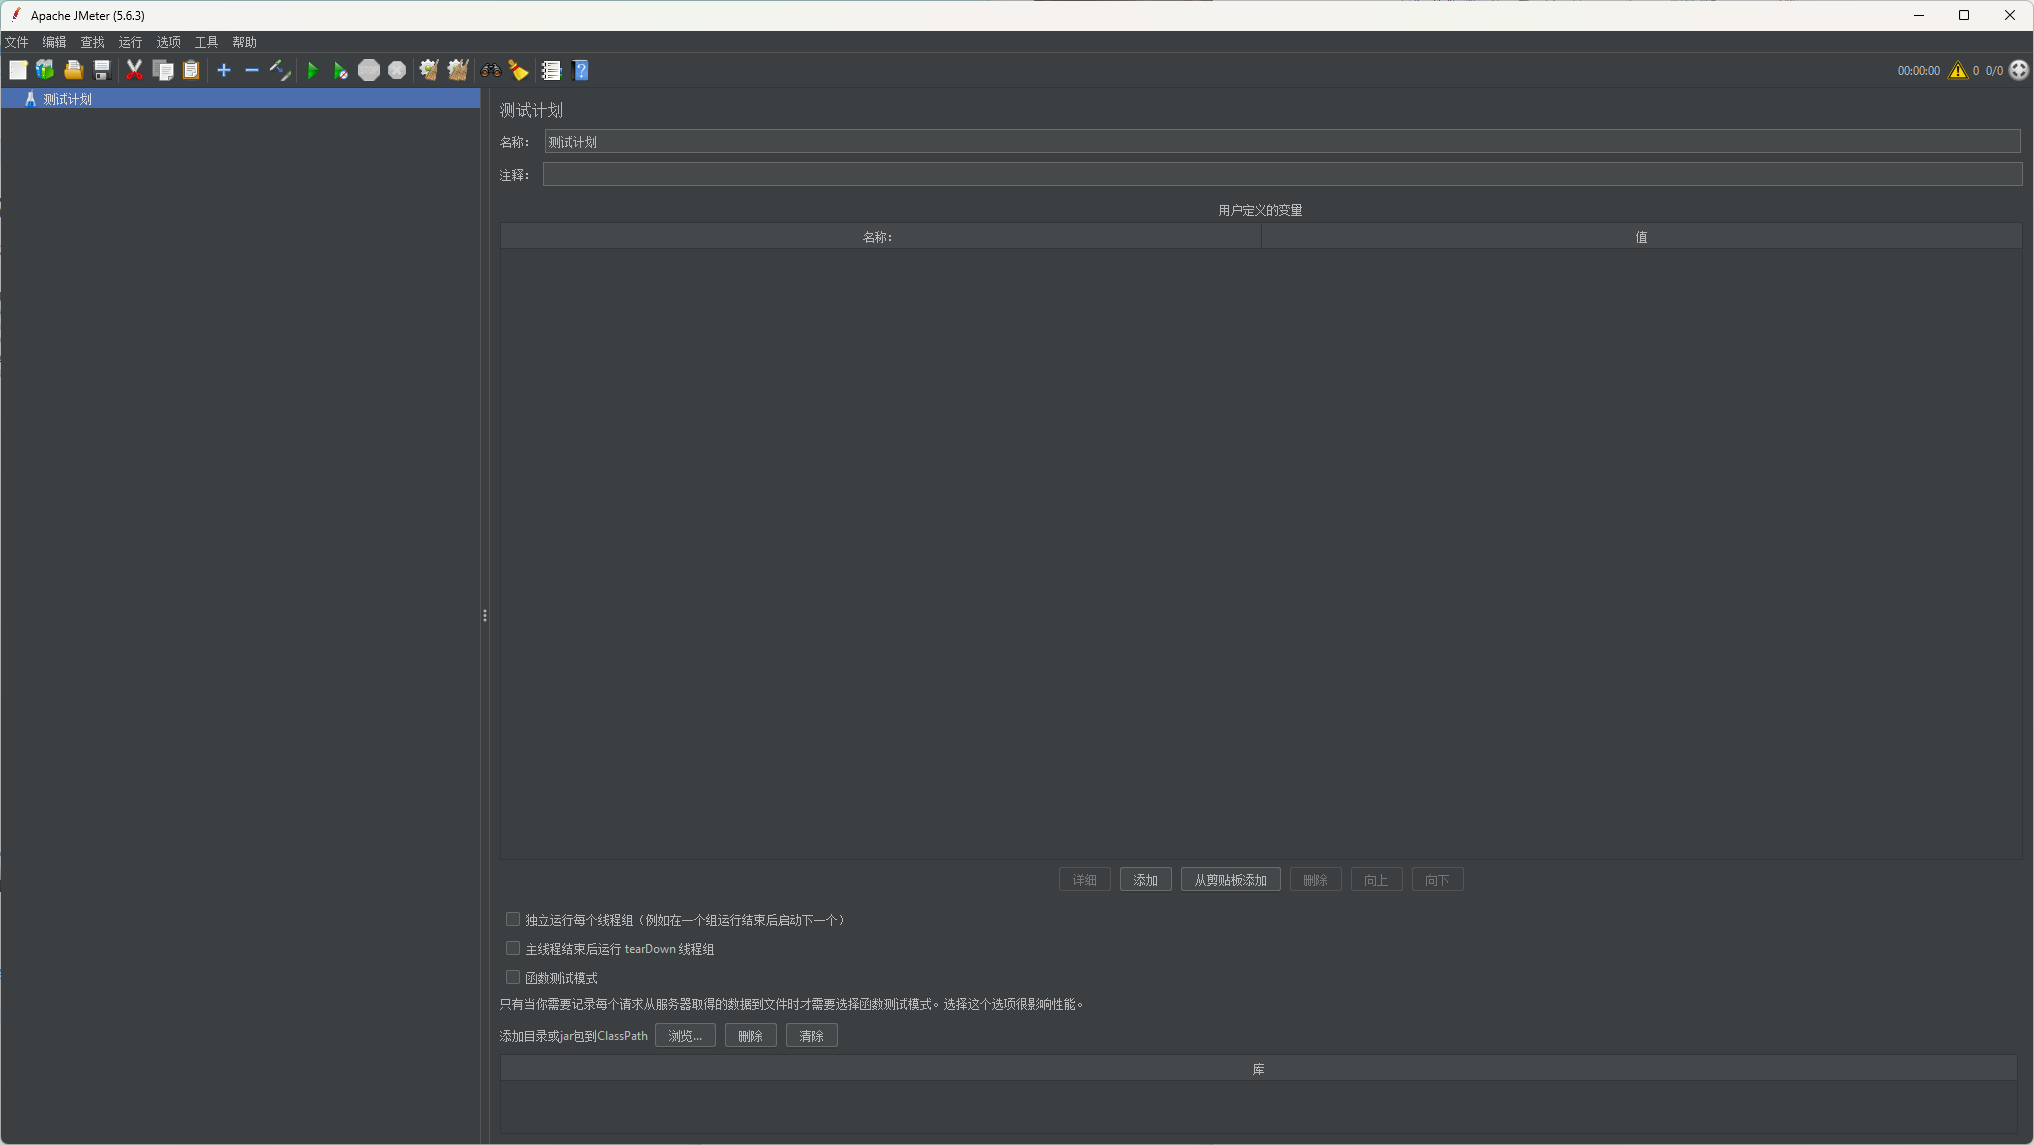 Apache JMeter (5.6.3)
文件 编辑 查找 运行 选项 工具 帮助
00:00:00 0 0/0
测试计划
测试计划
名称： 测试计划
注释：
用户定义的变量
名称： 值
详细 添加 从剪贴板添加 删除 向上 向下
独立运行每个线程组（例如在一个组运行结束后启动下一个）
主线程结束后运行 tearDown 线程组
函数测试模式
只有当你需要记录每个请求从服务器取得的数据到文件时才需要选择函数测试模式。选择这个选项很影响性能。
添加目录或jar包到ClassPath 浏览... 删除 清除
库